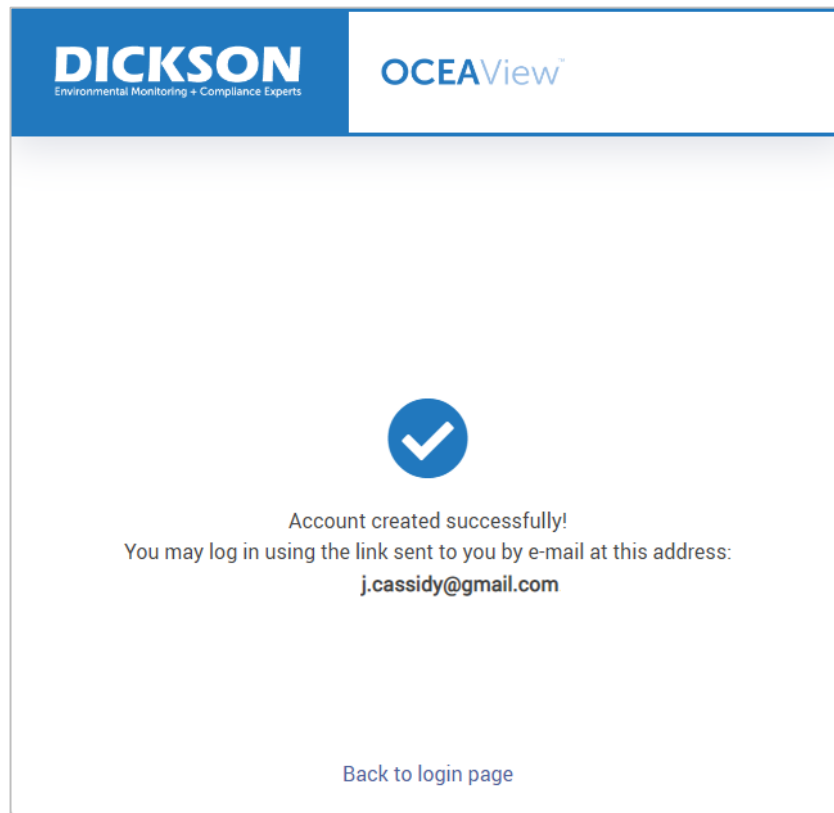 DICKSON
Environmental Monitoring + Compliance Experts
OCEAView™
Account created successfully!
You may log in using the link sent to you by e-mail at this address:
j.cassidy@gmail.com
Back to login page